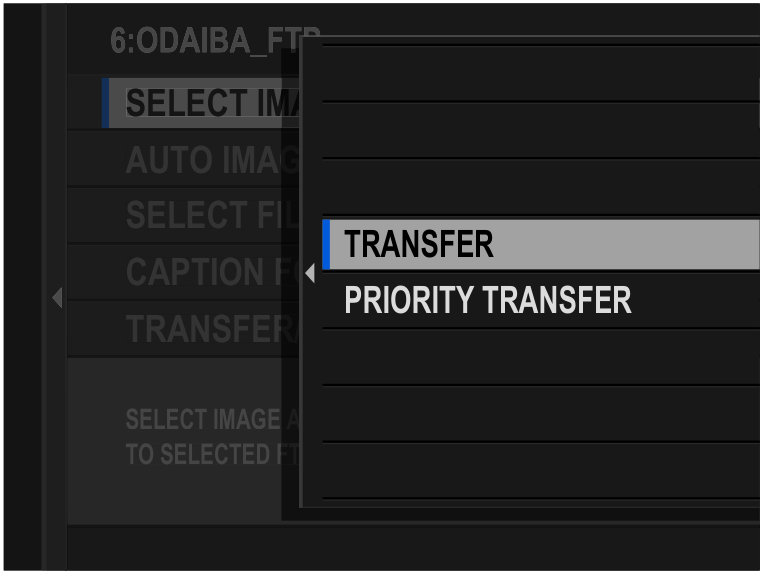 6:ODAIBA_FTP
SELECT IMA
AUTO IMAG
SELECT FIL
CAPTION F
TRANSFER
SELECT IMAGE A
TO SELECTED FT
TRANSFER
PRIORITY TRANSFER